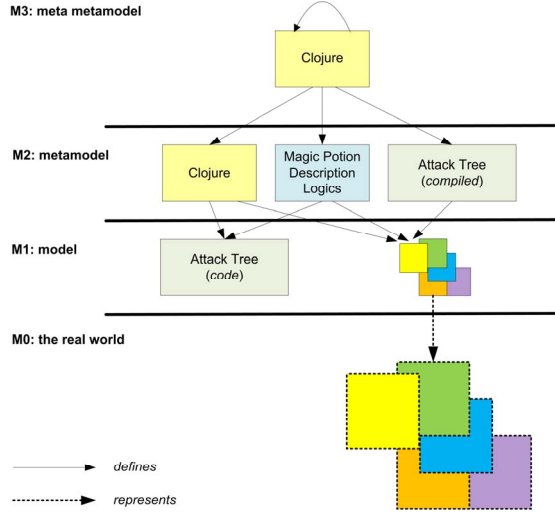 M3: meta metamodel
Clojure
M2: metamodel
Clojure
Magic Potion
Description
Logics
Attack Tree
(compiled)
M1: model
Attack Tree
(code)
M0: the real world
defines
represents